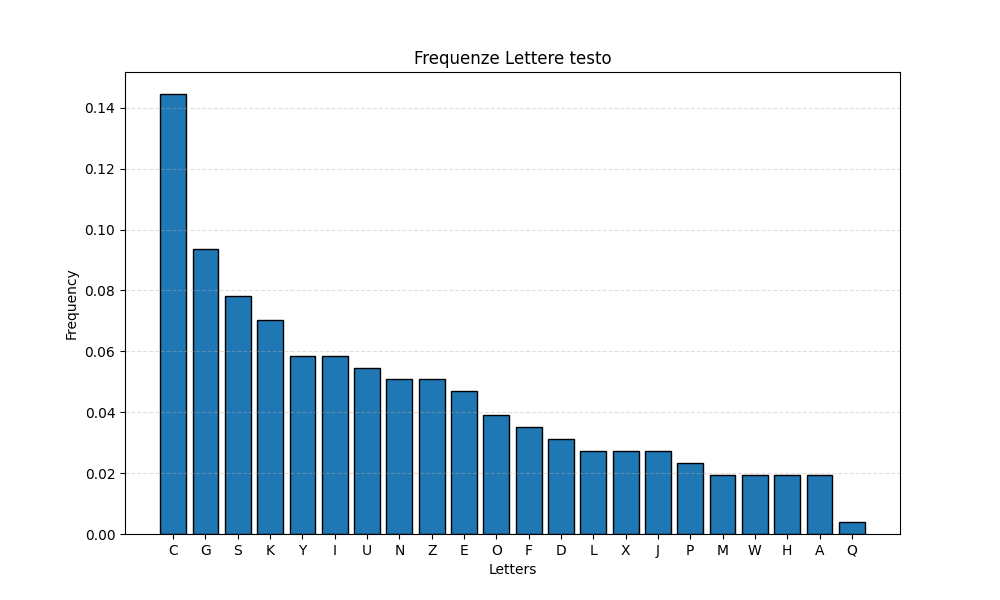 Frequenze Lettere testo
0.14
0.12
0.10
0.08
0.06
0.04
0.02
0.00
Frequency
C G S K Y I U N Z E O F D L X J P M W H A Q
Letters